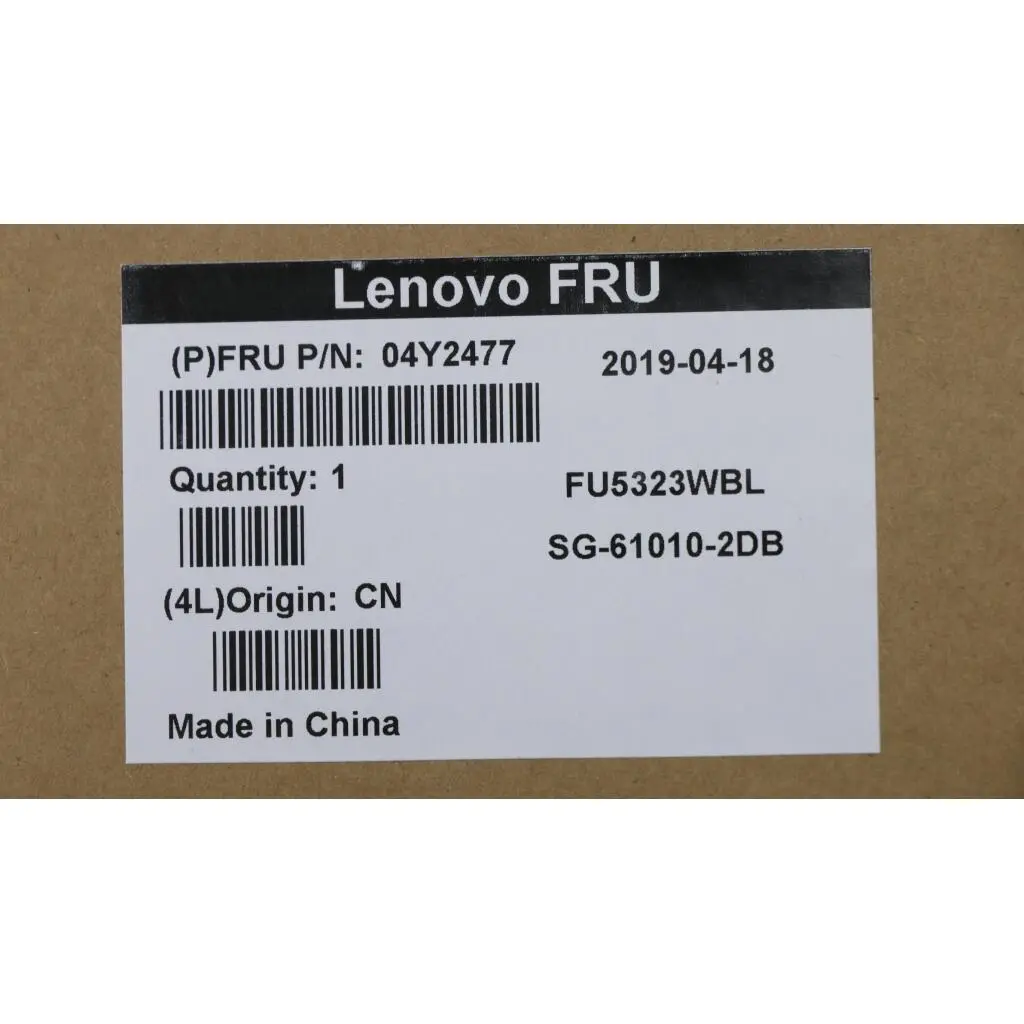 Lenovo FRU
(P)FRU P/N: 04Y2477
2019-04-18
Quantity: 1
FU5323WBL
SG-61010-2DB
(4L)Origin: CN
Made in China